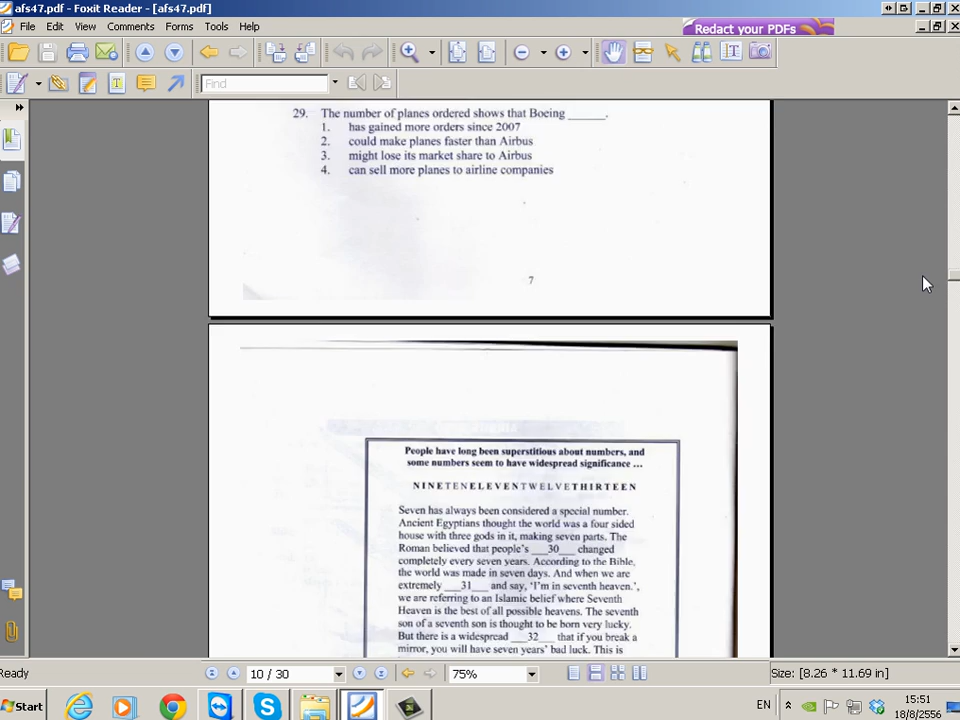 afs47.pdf - Foxit Reader - [afs47.pdf]
File Edit View Comments Forms Tools Help
Redact your PDFs
Find
29. The number of planes ordered shows that Boeing ______.
1. has gained more orders since 2007
2. could make planes faster than Airbus
3. might lose its market share to Airbus
4. can sell more planes to airline companies
7
People have long been superstitious about numbers, and
some numbers seem to have widespread significance ...
NINETENELEVENTWELVETHIRTEEN
Seven has always been considered a special number.
Ancient Egyptians thought the world was a four sided
house with three gods in it, making seven parts. The
Roman believed that people's ___30___ changed
completely every seven years. According to the Bible,
the world was made in seven days. And when we are
extremely ___31___ and say, 'I'm in seventh heaven.',
we are referring to an Islamic belief where Seventh
Heaven is the best of all possible heavens. The seventh
son of a seventh son is thought to be born very lucky.
But there is a widespread ___32___ that if you break a
mirror, you will have seven years' bad luck. This is
Ready
10 / 30
75%
Size: [8.26 * 11.69 in]
Start
EN
15:51
18/8/2556